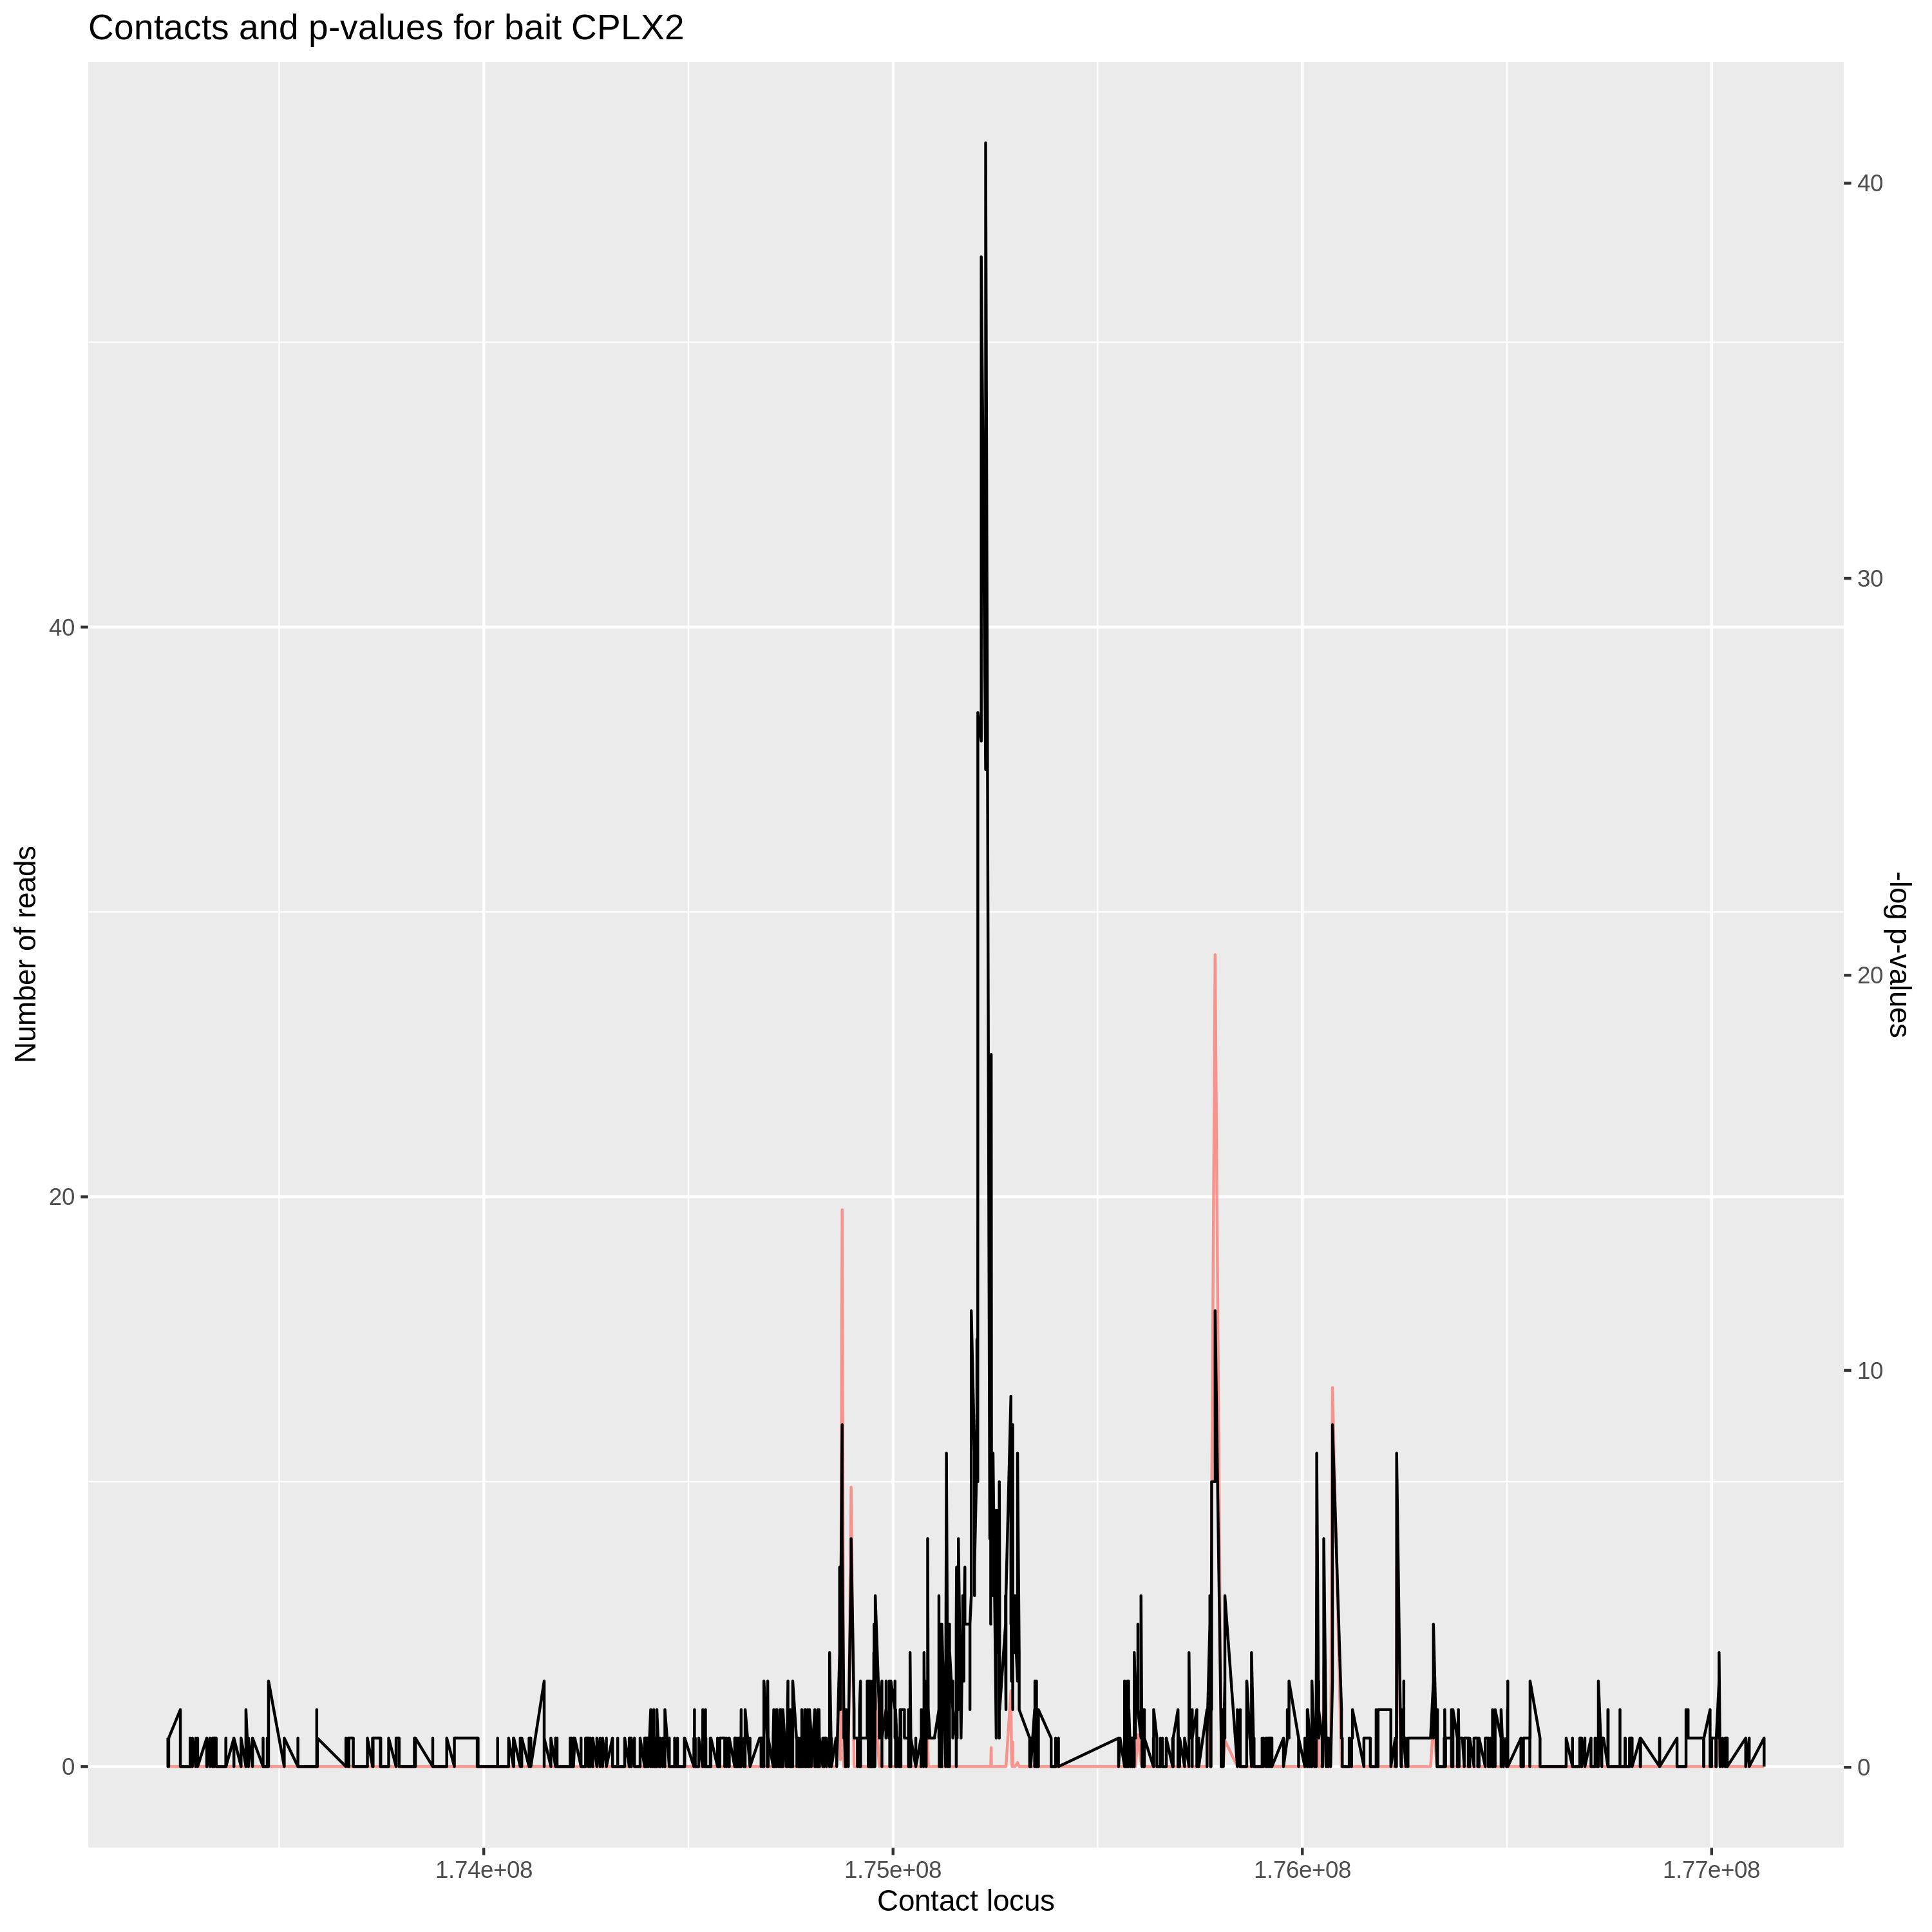 Contacts and p-values for bait CPLX2
Number of reads
40
20
0
40
30
20
10
0
-log p-values
1.74e+08
1.75e+08
1.76e+08
1.77e+08
Contact locus